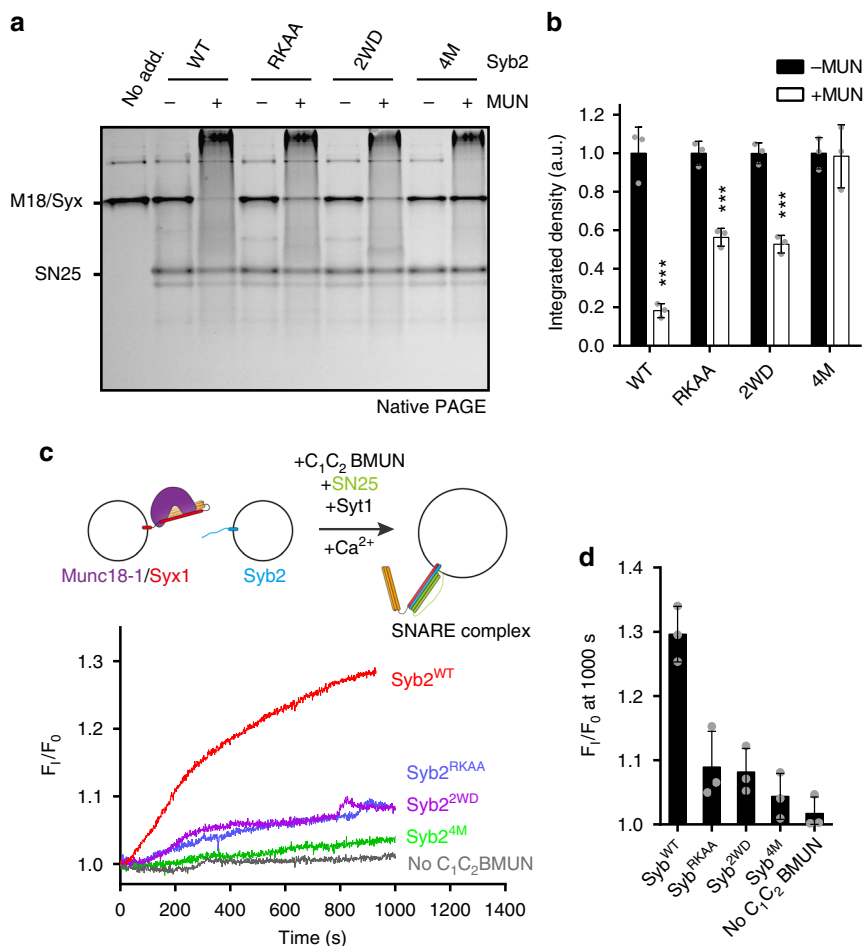 a
No add.
WT
RKAA
2WD
4M
Syb2
– + – + – + – + MUN
M18/Syx
SN25
Native PAGE
b
–MUN
+MUN
Integrated density (a.u.)
1.2
1.0
0.8
0.6
0.4
0.2
0.0
***
***
***
WT
RKAA
2WD
4M
c
+C₁C₂ BMUN
+SN25
+Syt1
+Ca²⁺
Munc18-1/Syx1
Syb2
SNARE complex
Fₗ/F₀
1.3
1.2
1.1
1.0
Syb2ᵂᵀ
Syb2ᴿᴷᴬᴬ
Syb2²ᵂᴰ
Syb2⁴ᴹ
No C₁C₂BMUN
0 200 400 600 800 1000 1200 1400
Time (s)
d
Fₗ/F₀ at 1000 s
1.4
1.3
1.2
1.1
1.0
Sybᵂᵀ
Sybᴿᴷᴬᴬ
Syb²ᵂᴰ
Syb⁴ᴹ
No C₁C₂ BMUN